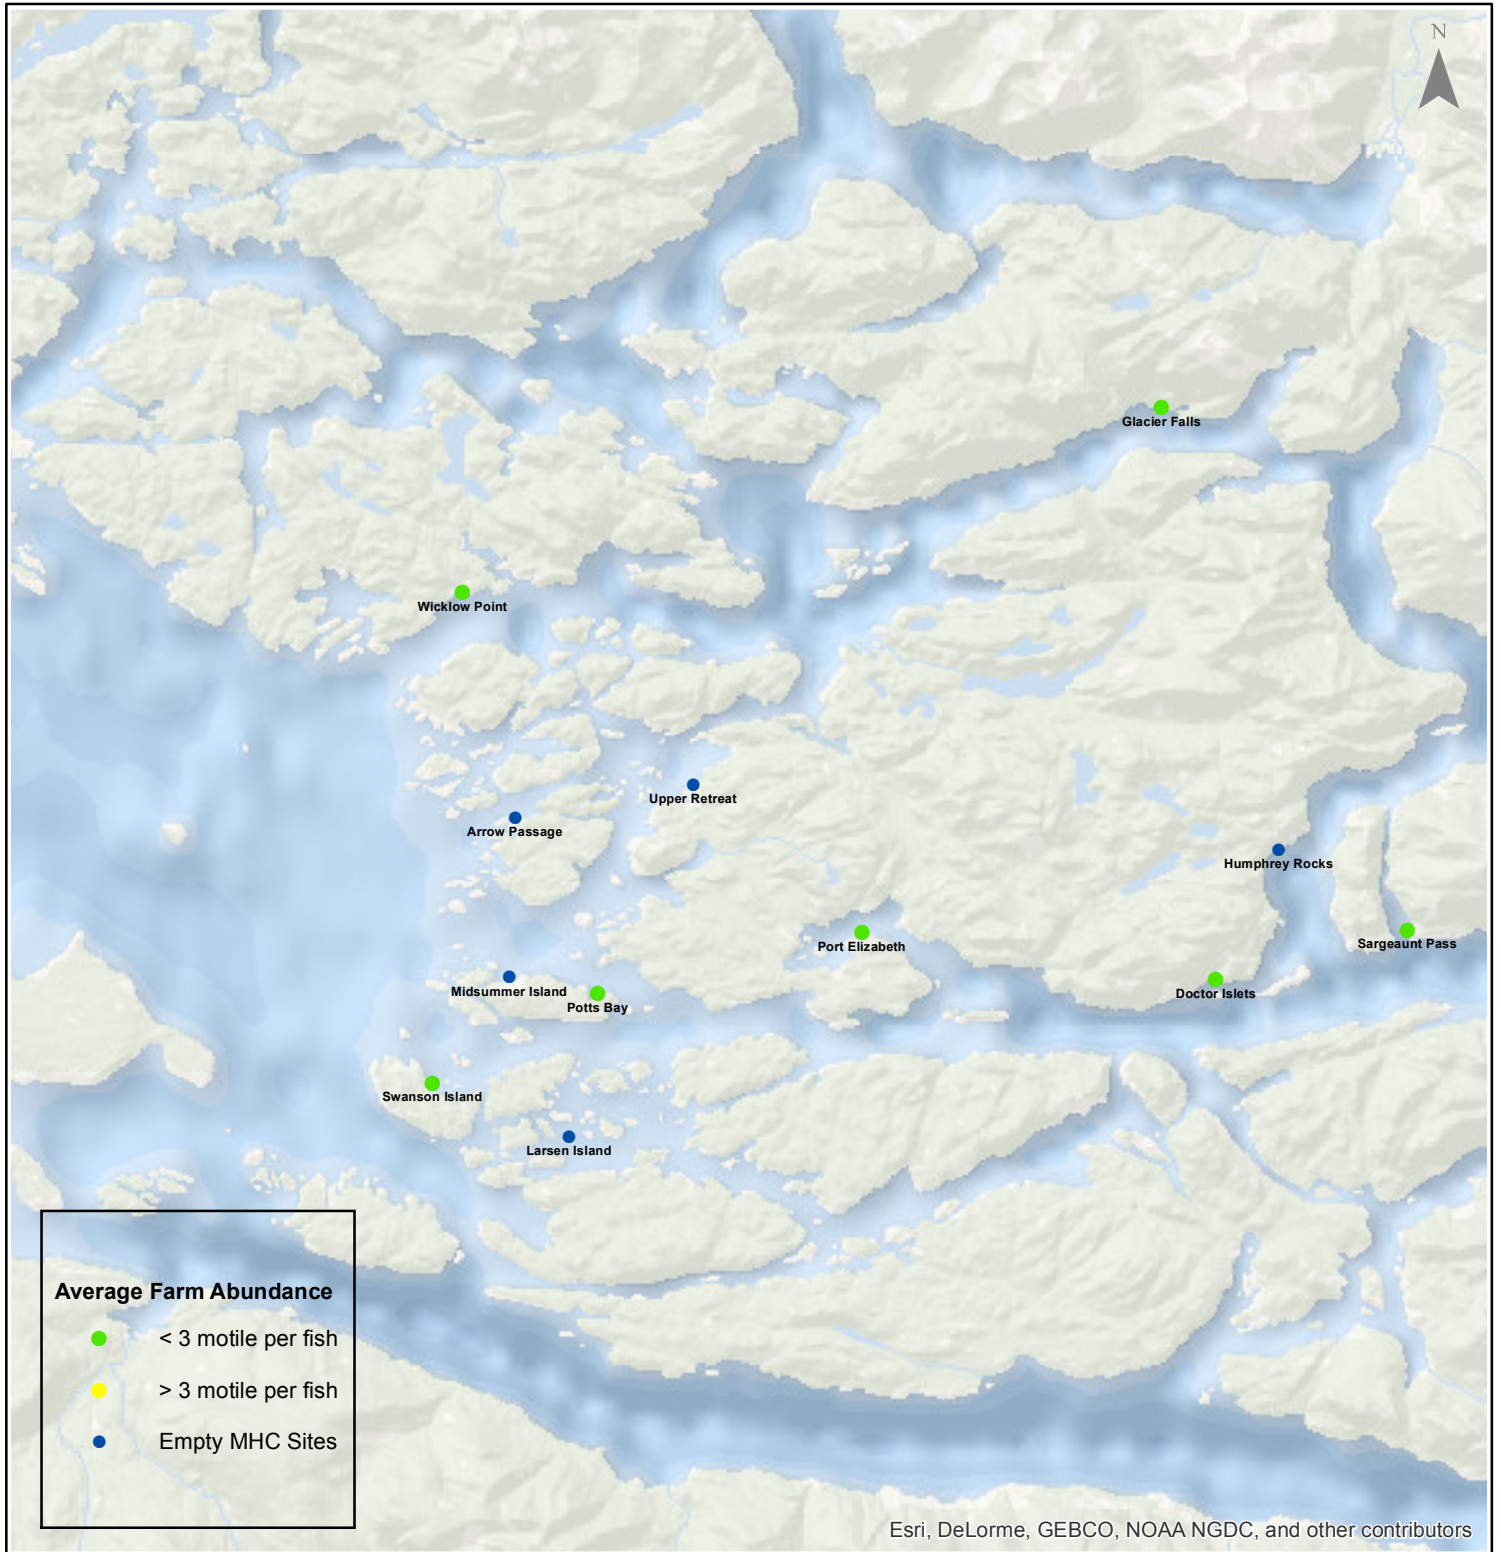 N
Glacier Falls
Wicklow Point
Upper Retreat
Arrow Passage
Humphrey Rocks
Port Elizabeth
Sargeaunt Pass
Midsummer Island
Potts Bay
Doctor Islets
Swanson Island
Larsen Island
Average Farm Abundance
< 3 motile per fish
> 3 motile per fish
Empty MHC Sites
Esri, DeLorme, GEBCO, NOAA NGDC, and other contributors